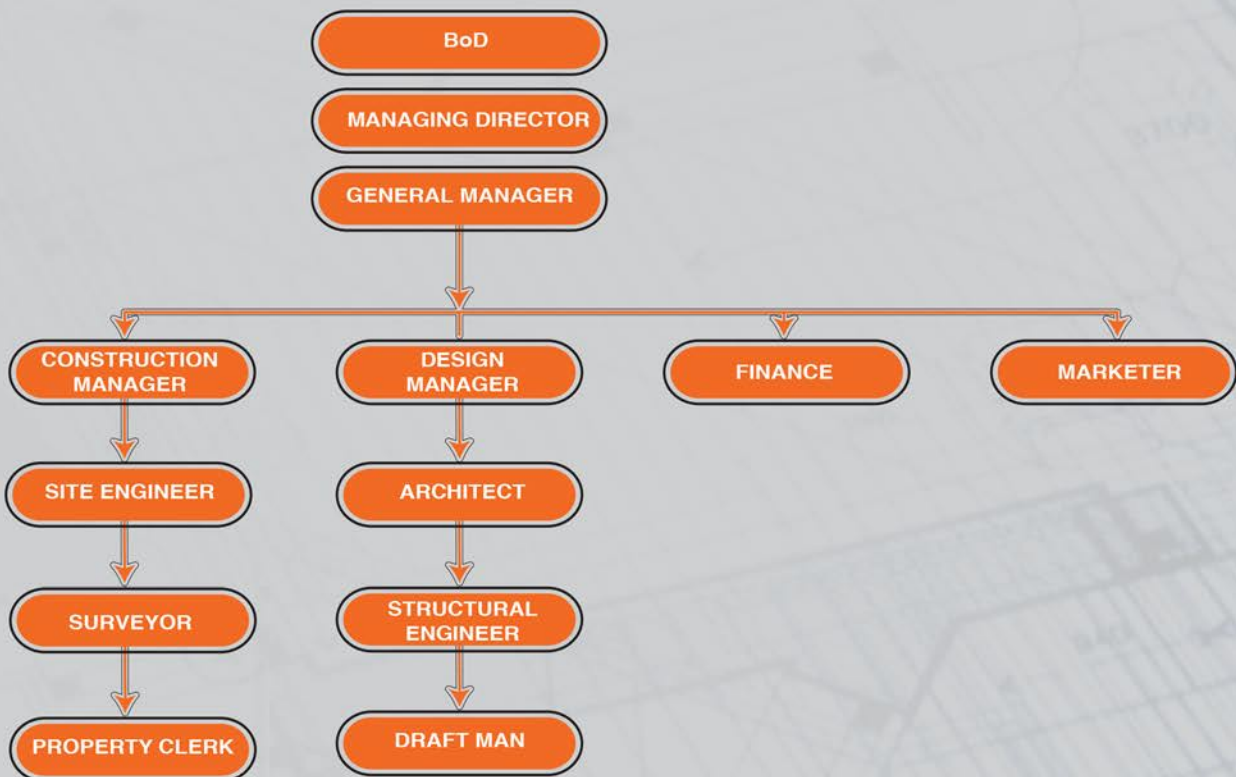 BoD
MANAGING DIRECTOR
GENERAL MANAGER
CONSTRUCTION
MANAGER
DESIGN
MANAGER
FINANCE
MARKETER
SITE ENGINEER
ARCHITECT
SURVEYOR
STRUCTURAL
ENGINEER
PROPERTY CLERK
DRAFT MAN